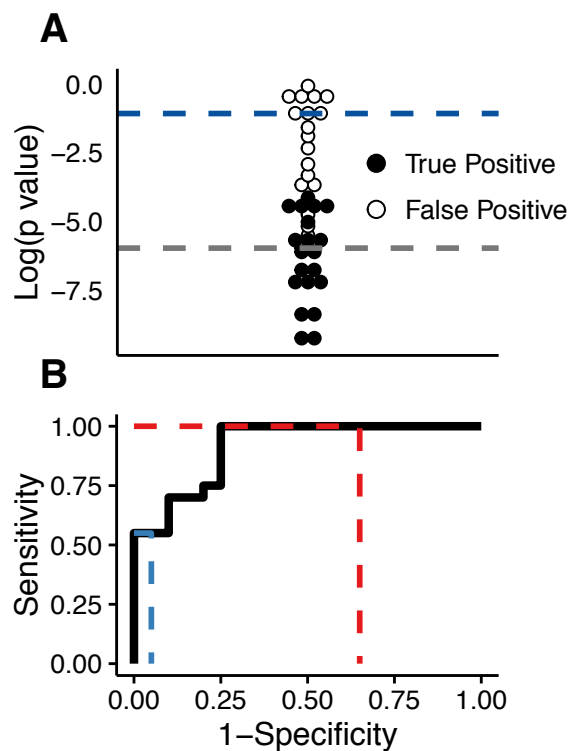 A
Log(p value)
0.0
−2.5
−5.0
−7.5
True Positive
False Positive
B
Sensitivity
1.00
0.75
0.50
0.25
0.00
0.00 0.25 0.50 0.75 1.00
1−Specificity